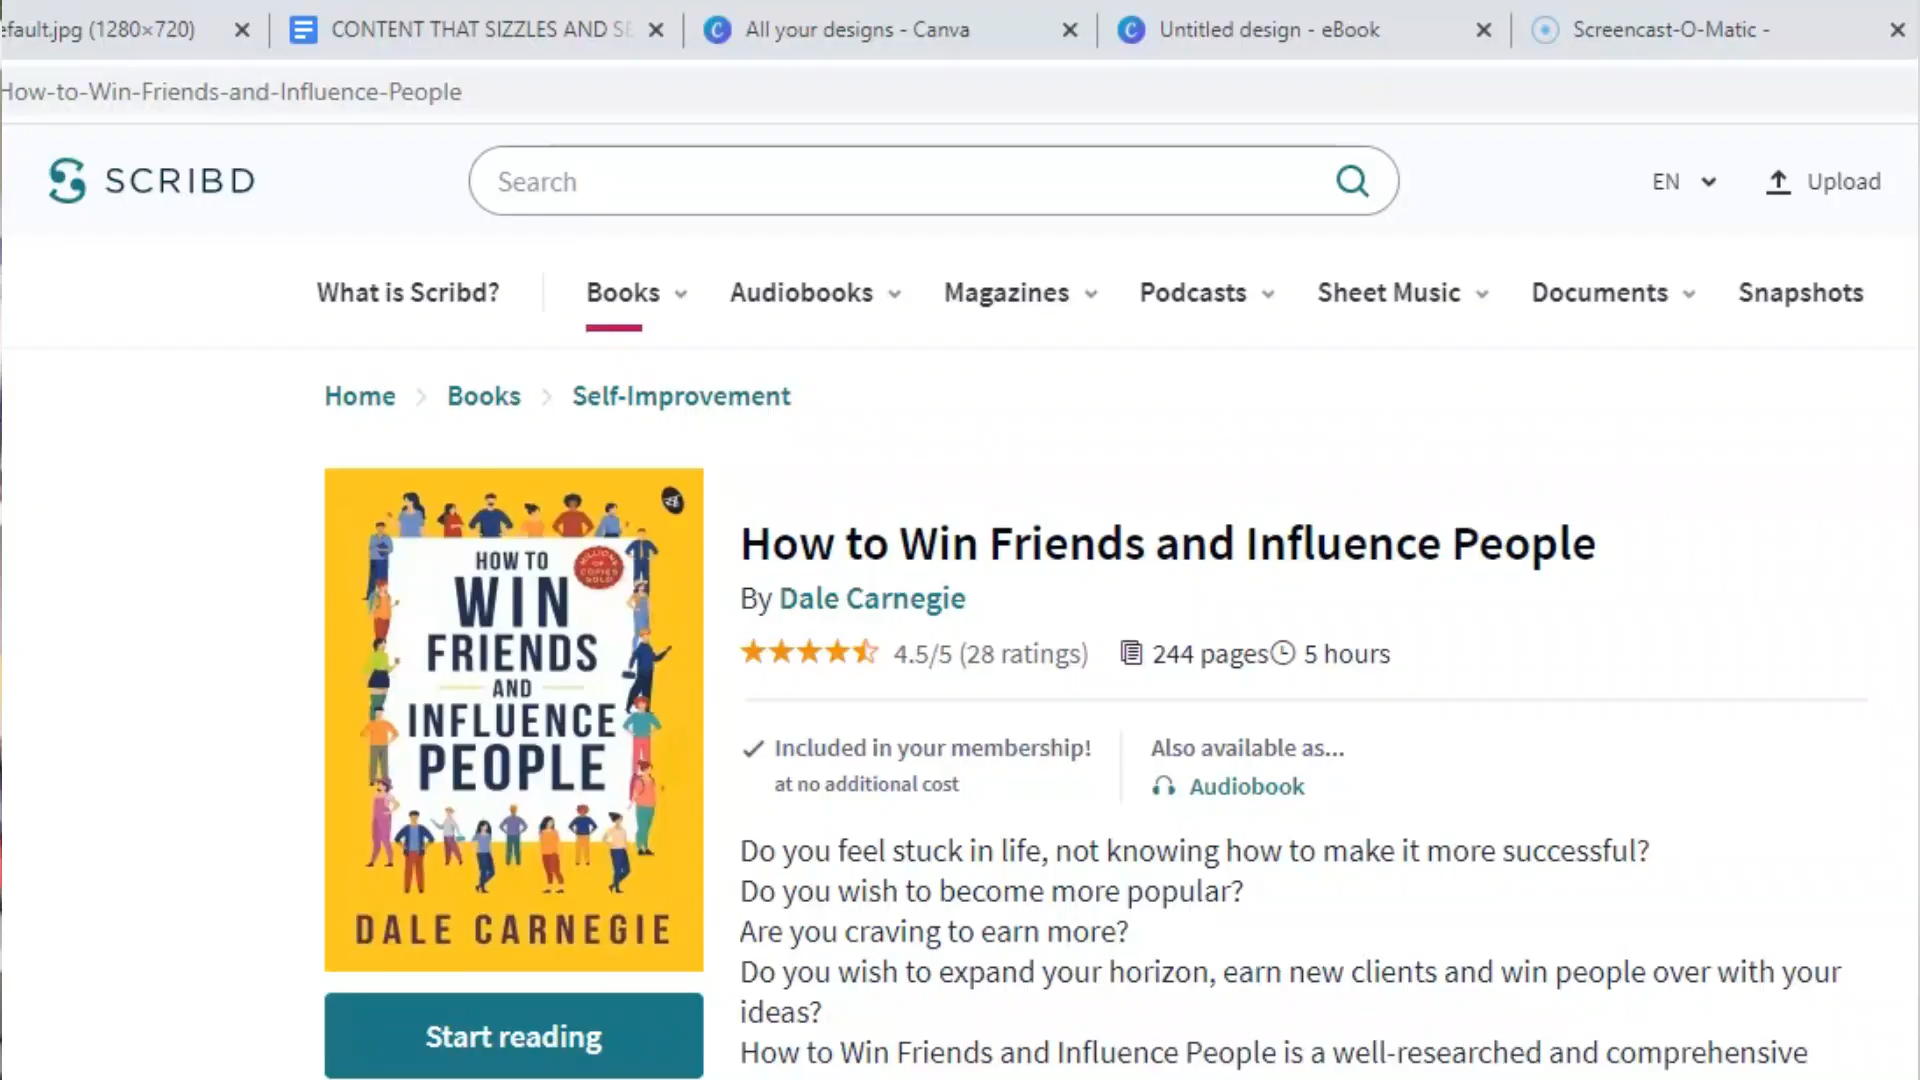 efault.jpg (1280×720)
CONTENT THAT SIZZLES AND S
All your designs - Canva
Untitled design - eBook
Screencast-O-Matic -
How-to-Win-Friends-and-Influence-People
SCRIBD
Search
EN
Upload
What is Scribd?
Books
Audiobooks
Magazines
Podcasts
Sheet Music
Documents
Snapshots
Home
Books
Self-Improvement
HOW TO
WIN
FRIENDS
AND
INFLUENCE
PEOPLE
MILLIONS
OF
COPIES
SOLD
DALE CARNEGIE
Start reading
How to Win Friends and Influence People
By Dale Carnegie
4.5/5 (28 ratings)
244 pages
5 hours
Included in your membership!
at no additional cost
Also available as...
Audiobook
Do you feel stuck in life, not knowing how to make it more successful?
Do you wish to become more popular?
Are you craving to earn more?
Do you wish to expand your horizon, earn new clients and win people over with your
ideas?
How to Win Friends and Influence People is a well-researched and comprehensive